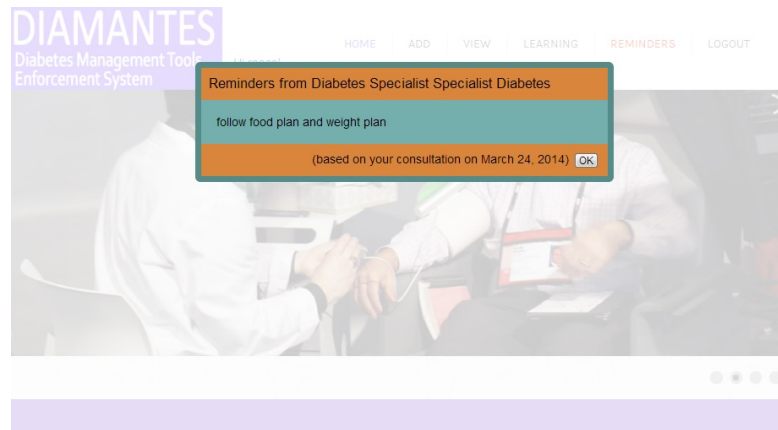 DIAMANTES
Diabetes Management Tools
Enforcement System
HOME ADD VIEW LEARNING REMINDERS LOGOUT
Reminders from Diabetes Specialist Specialist Diabetes
follow food plan and weight plan
(based on your consultation on March 24, 2014) OK